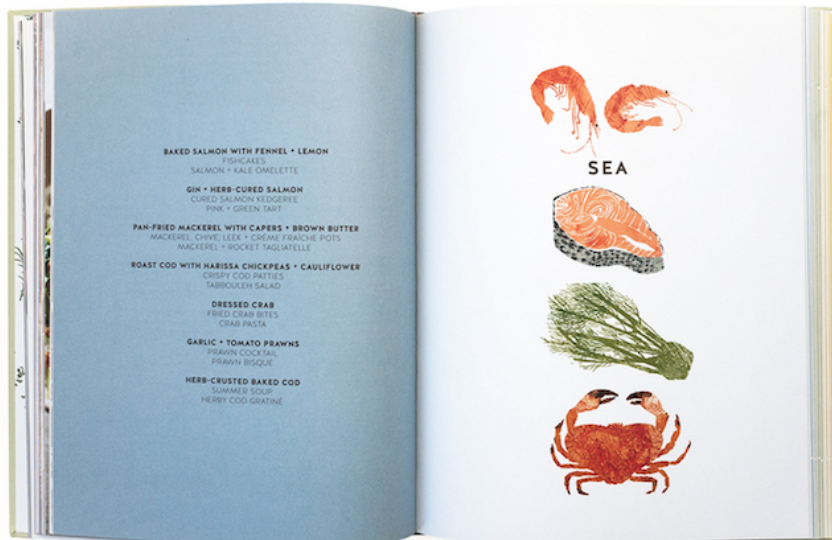 BAKED SALMON WITH FENNEL + LEMON
FISHCAKES
SALMON + KALE OMELETTE
GIN + HERB-CURED SALMON
CURED SALMON KEDGEREE
PINK + GREEN TART
PAN-FRIED MACKEREL WITH CAPERS + BROWN BUTTER
MACKEREL, CHIVE, LEEK + CRÈME FRAÎCHE POTS
MACKEREL + ROCKET TAGLIATELLE
ROAST COD WITH HARISSA CHICKPEAS + CAULIFLOWER
CRISPY COD PATTIES
TABBOULEH SALAD
DRESSED CRAB
FRIED CRAB BITES
CRAB PASTA
GARLIC + TOMATO PRAWNS
PRAWN COCKTAIL
PRAWN BISQUE
HERB-CRUSTED BAKED COD
SUMMER SOUP
HERBY COD GRATINÉ
SEA